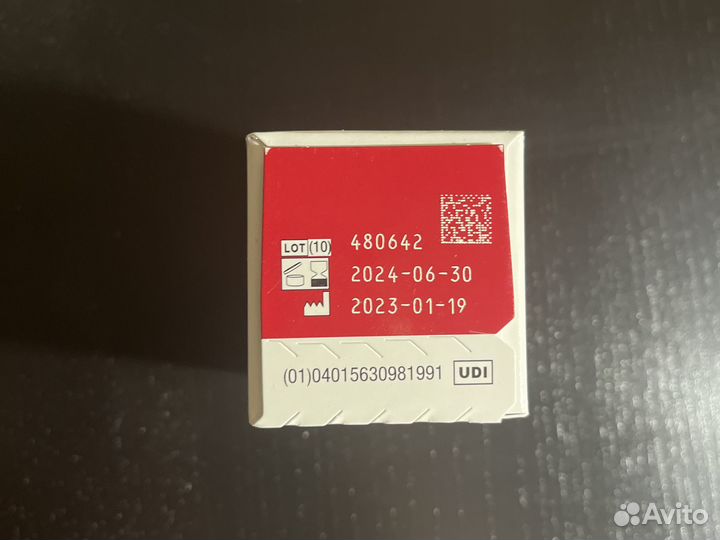 LOT (10) 480642
2024-06-30
2023-01-19
(01)04015630981991 UDI
Avito